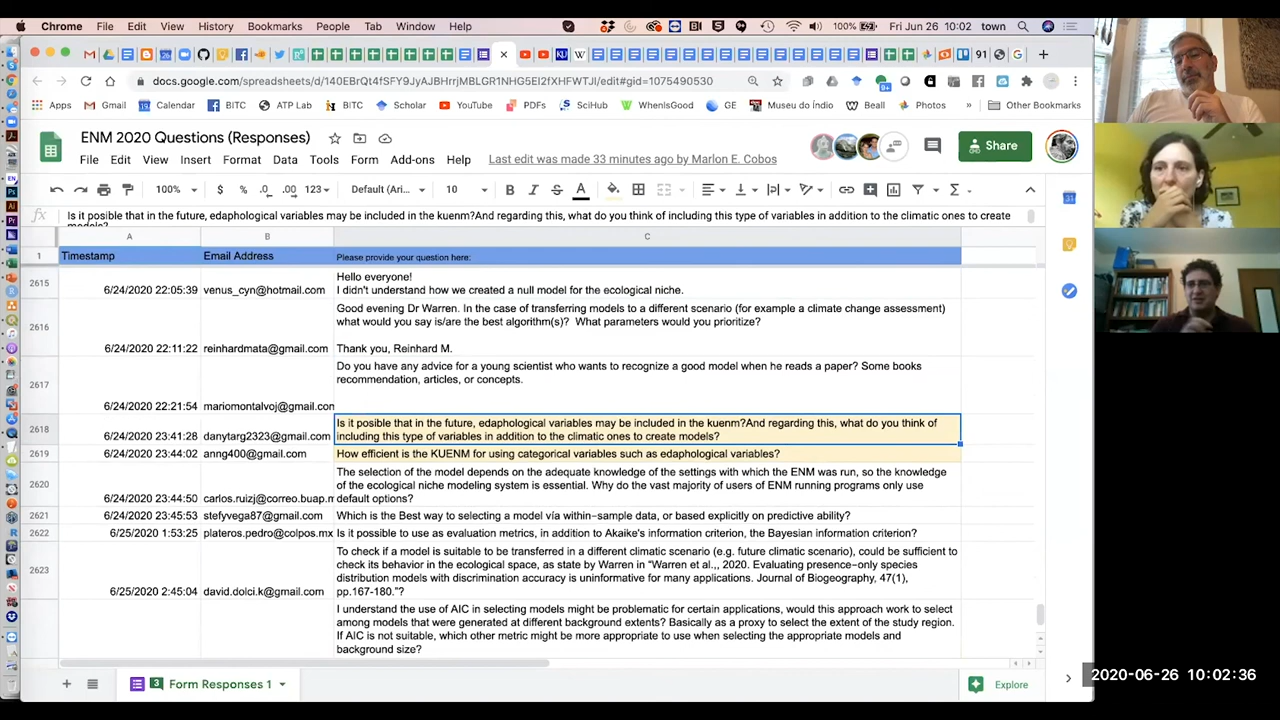 Chrome File Edit View History Bookmarks People Tab Window Help 100% Fri Jun 26 10:02 town
91
docs.google.com/spreadsheets/d/140EBrQt4fSFY9JyAJBHrrjMBLGR1NHG5EI2fXHFWTJI/edit#gid=1075490530
Apps Gmail Calendar BITC ATP Lab BITC Scholar YouTube PDFs SciHub WhenIsGood GE Museu do Índio Beall Photos » Other Bookmarks
ENM 2020 Questions (Responses)
Share
File Edit View Insert Format Data Tools Form Add-ons Help Last edit was made 33 minutes ago by Marlon E. Cobos
100% $ % .0 .00 123 Default (Ari... 10 B I S A
fx Is it posible that in the future, edaphological variables may be included in the kuenm?And regarding this, what do you think of including this type of variables in addition to the climatic ones to create
models?
A B C
1 Timestamp Email Address Please provide your question here:
Hello everyone!
2615 6/24/2020 22:05:39 venus_cyn@hotmail.com I didn't understand how we created a null model for the ecological niche.
Good evening Dr Warren. In the case of transferring models to a different scenario (for example a climate change assessment)
what would you say is/are the best algorithm(s)? What parameters would you prioritize?
2616 6/24/2020 22:11:22 reinhardmata@gmail.com Thank you, Reinhard M.
Do you have any advice for a young scientist who wants to recognize a good model when he reads a paper? Some books
recommendation, articles, or concepts.
2617 6/24/2020 22:21:54 mariomontalvoj@gmail.com
Is it posible that in the future, edaphological variables may be included in the kuenm?And regarding this, what do you think of
2618 6/24/2020 23:41:28 danytarg2323@gmail.com including this type of variables in addition to the climatic ones to create models?
2619 6/24/2020 23:44:02 anng400@gmail.com How efficient is the KUENM for using categorical variables such as edaphological variables?
The selection of the model depends on the adequate knowledge of the settings with which the ENM was run, so the knowledge
of the ecological niche modeling system is essential. Why do the vast majority of users of ENM running programs only use
2620 6/24/2020 23:44:50 carlos.ruizj@correo.buap.m default options?
2621 6/24/2020 23:45:53 stefyvega87@gmail.com Which is the Best way to selecting a model vía within-sample data, or based explicitly on predictive ability?
2622 6/25/2020 1:53:25 plateros.pedro@colpos.mx Is it possible to use as evaluation metrics, in addition to Akaike's information criterion, the Bayesian information criterion?
To check if a model is suitable to be transferred in a different climatic scenario (e.g. future climatic scenario), could be sufficient to
check its behavior in the ecological space, as state by Warren in “Warren et al.,, 2020. Evaluating presence–only species
distribution models with discrimination accuracy is uninformative for many applications. Journal of Biogeography, 47(1),
2623 6/25/2020 2:45:04 david.dolci.k@gmail.com pp.167-180."?
I understand the use of AIC in selecting models might be problematic for certain applications, would this approach work to select
among models that were generated at different background extents? Basically as a proxy to select the extent of the study region.
If AIC is not suitable, which other metric might be more appropriate to use when selecting the appropriate models and
background size?
3 Form Responses 1 Explore
2020-06-26 10:02:36